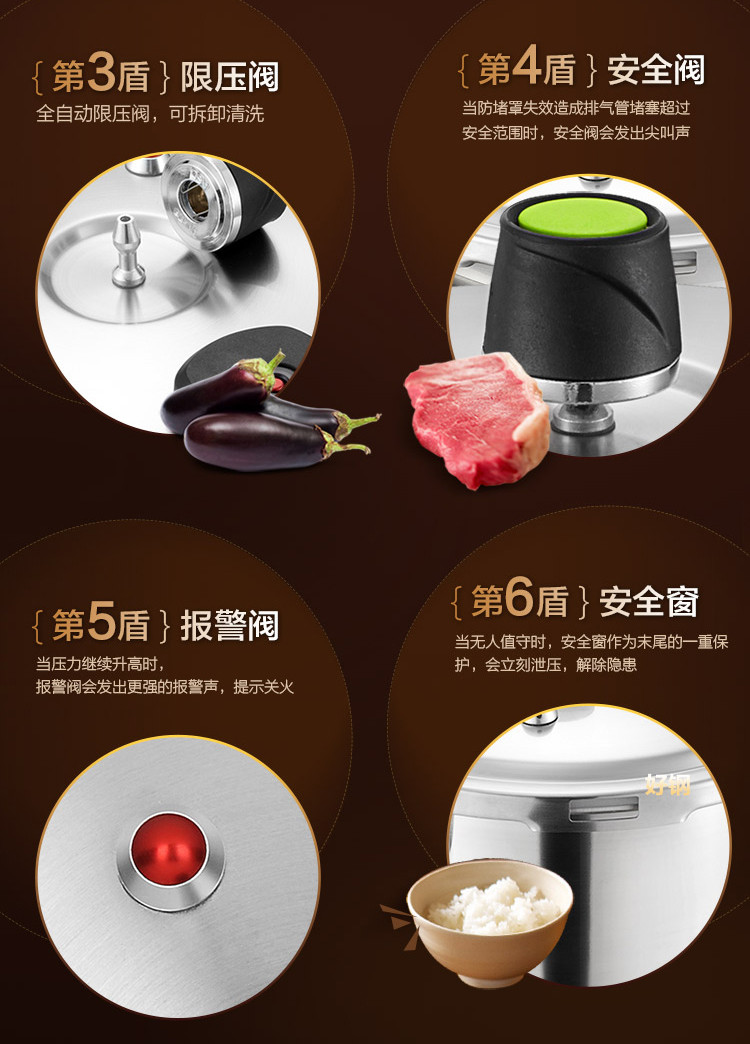 {第3盾}限压阀
全自动限压阀，可拆卸清洗
{第4盾}安全阀
当防堵罩失效造成排气管堵塞超过
安全范围时，安全阀会发出尖叫声
{第5盾}报警阀
当压力继续升高时，
报警阀会发出更强的报警声，提示关火
{第6盾}安全窗
当无人值守时，安全窗作为末尾的一重保
护，会立刻泄压，解除隐患
好钢